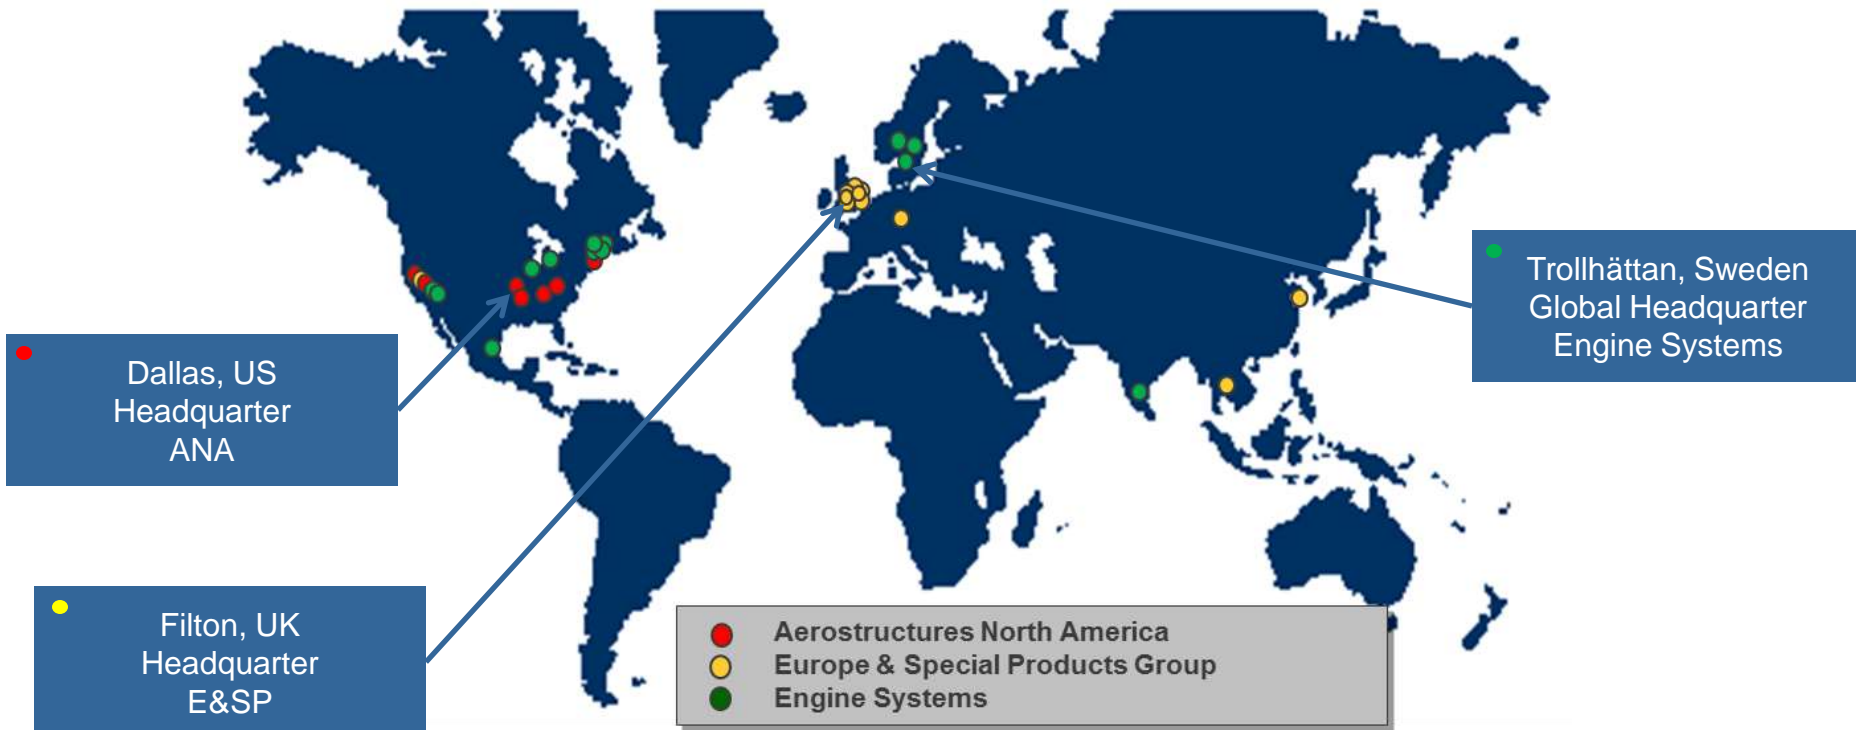 Trollhättan, Sweden
Global Headquarter
Engine Systems
Dallas, US
Headquarter
ANA
Filton, UK
Headquarter
E&SP
Aerostructures North America
Europe & Special Products Group
Engine Systems